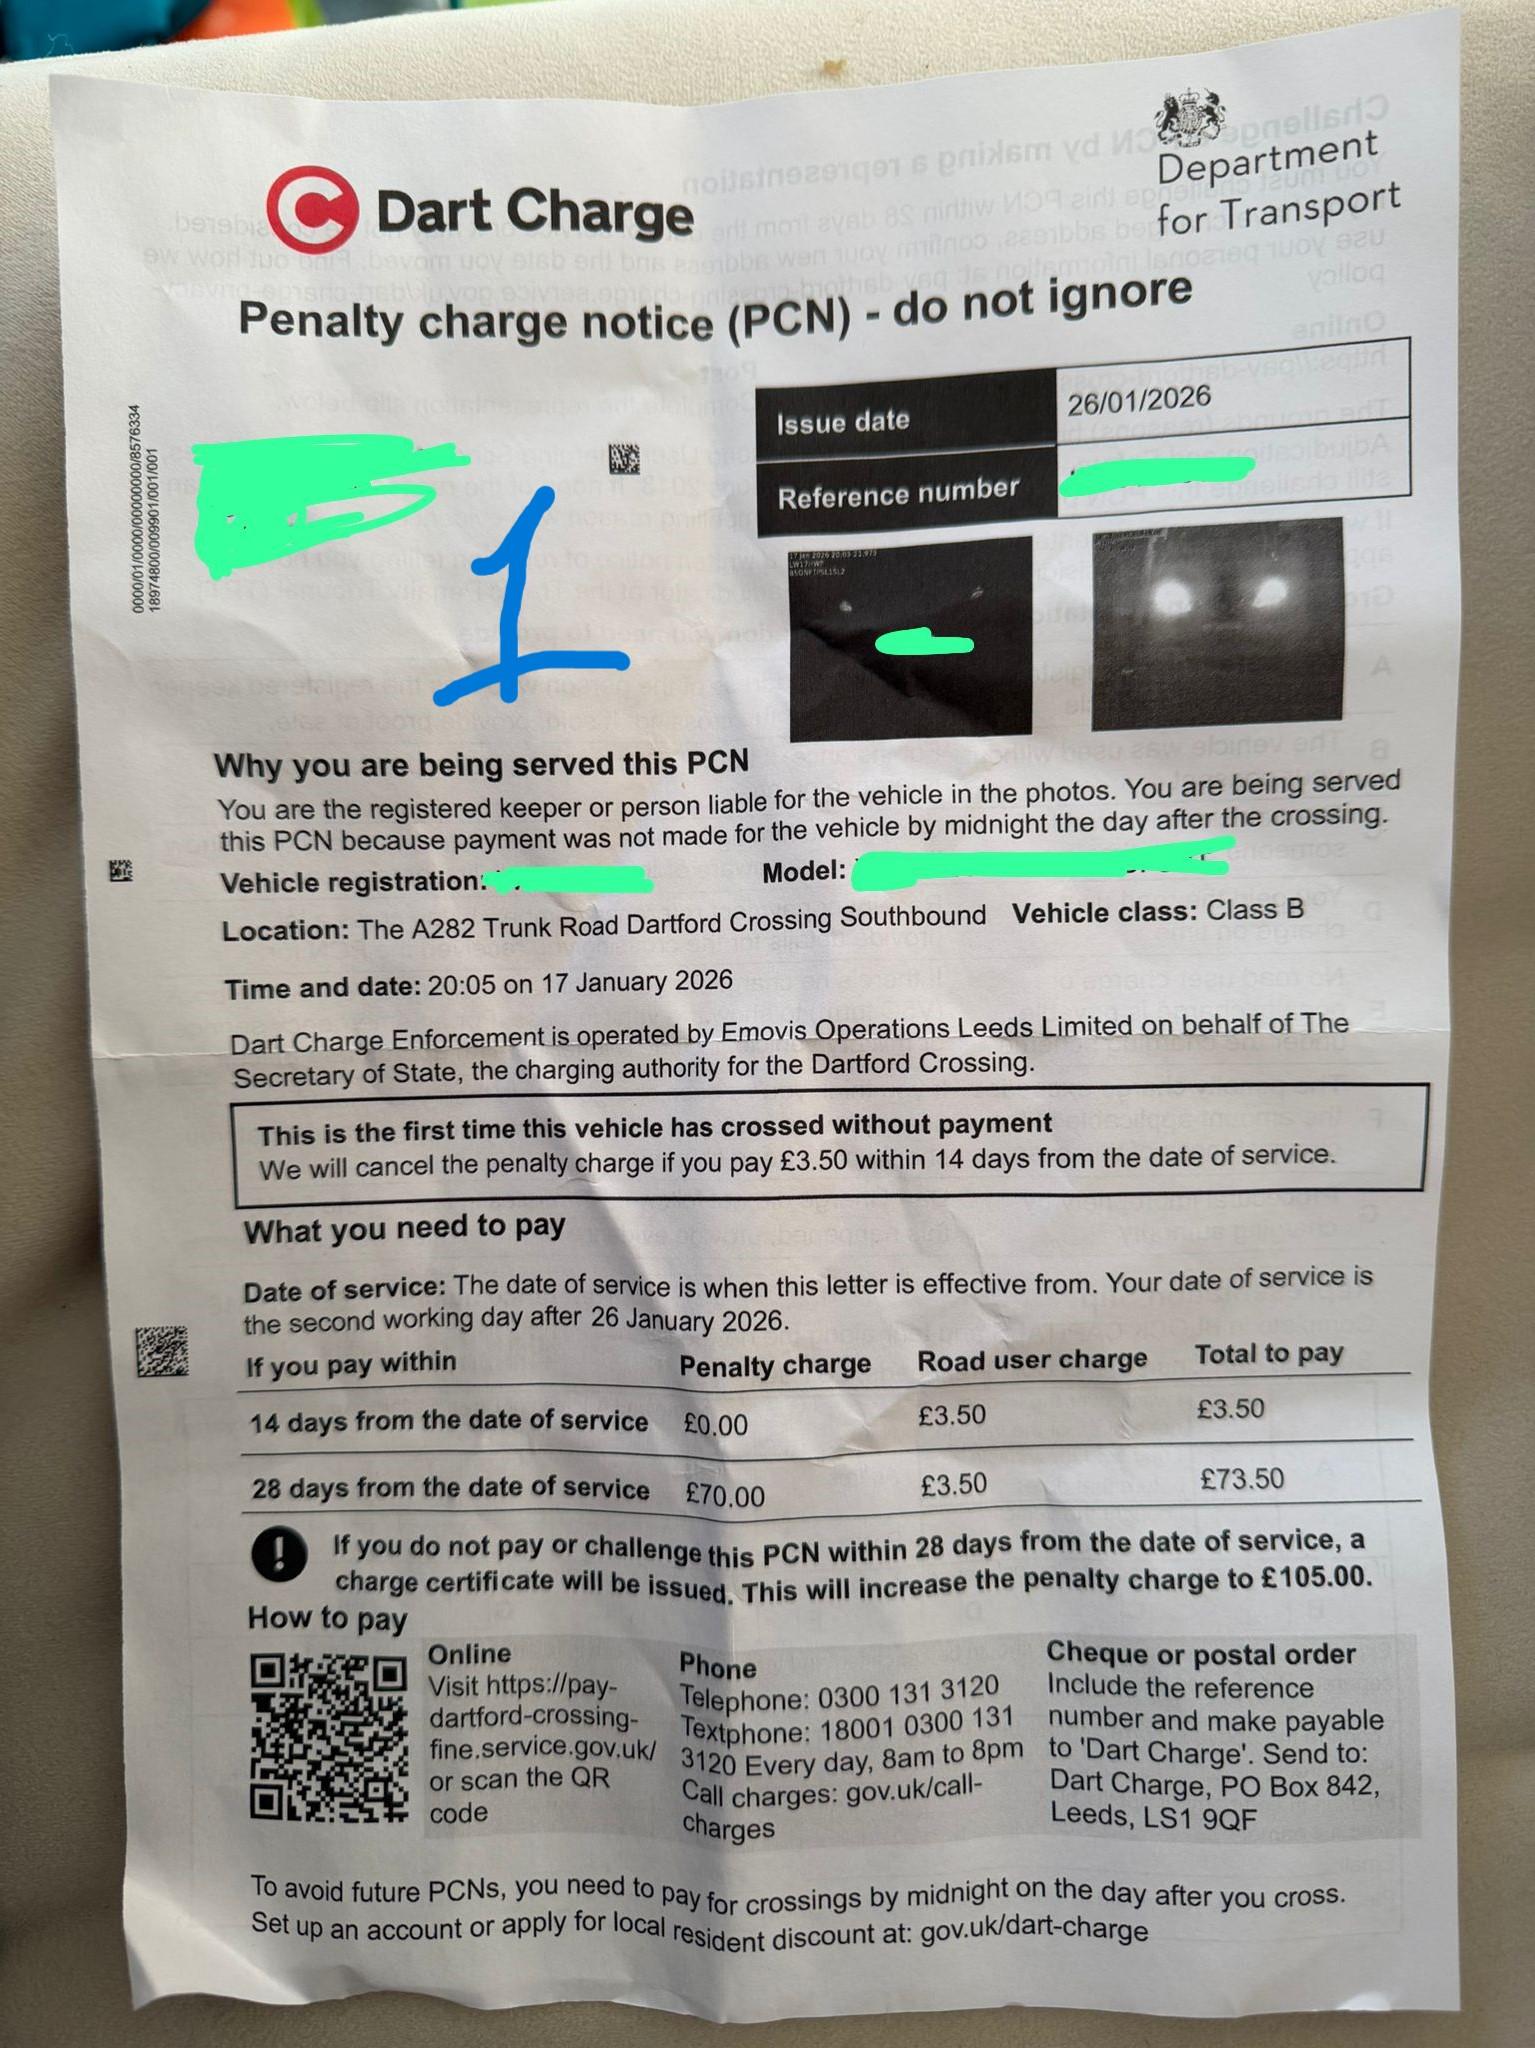 Dart Charge
Department
for Transport
Penalty charge notice (PCN) - do not ignore
Issue date 26/01/2026
Reference number
0000/01/00000/00000000000/8576334
18974800/009901/001/001
1
17 Jan 2026 20:05
Why you are being served this PCN
You are the registered keeper or person liable for the vehicle in the photos. You are being served
this PCN because payment was not made for the vehicle by midnight the day after the crossing.
Vehicle registration: Model:
Location: The A282 Trunk Road Dartford Crossing Southbound Vehicle class: Class B
Time and date: 20:05 on 17 January 2026
Dart Charge Enforcement is operated by Emovis Operations Leeds Limited on behalf of The
Secretary of State, the charging authority for the Dartford Crossing.
This is the first time this vehicle has crossed without payment
We will cancel the penalty charge if you pay £3.50 within 14 days from the date of service.
What you need to pay
Date of service: The date of service is when this letter is effective from. Your date of service is
the second working day after 26 January 2026.
If you pay within Penalty charge Road user charge Total to pay
14 days from the date of service £0.00 £3.50 £3.50
28 days from the date of service £70.00 £3.50 £73.50
If you do not pay or challenge this PCN within 28 days from the date of service, a
charge certificate will be issued. This will increase the penalty charge to £105.00.
How to pay
Online
Visit https://pay-
dartford-crossing-
fine.service.gov.uk/
or scan the QR
code
Phone
Telephone: 0300 131 3120
Textphone: 18001 0300 131
3120 Every day, 8am to 8pm
Call charges: gov.uk/call-
charges
Cheque or postal order
Include the reference
number and make payable
to 'Dart Charge'. Send to:
Dart Charge, PO Box 842,
Leeds, LS1 9QF
To avoid future PCNs, you need to pay for crossings by midnight on the day after you cross.
Set up an account or apply for local resident discount at: gov.uk/dart-charge